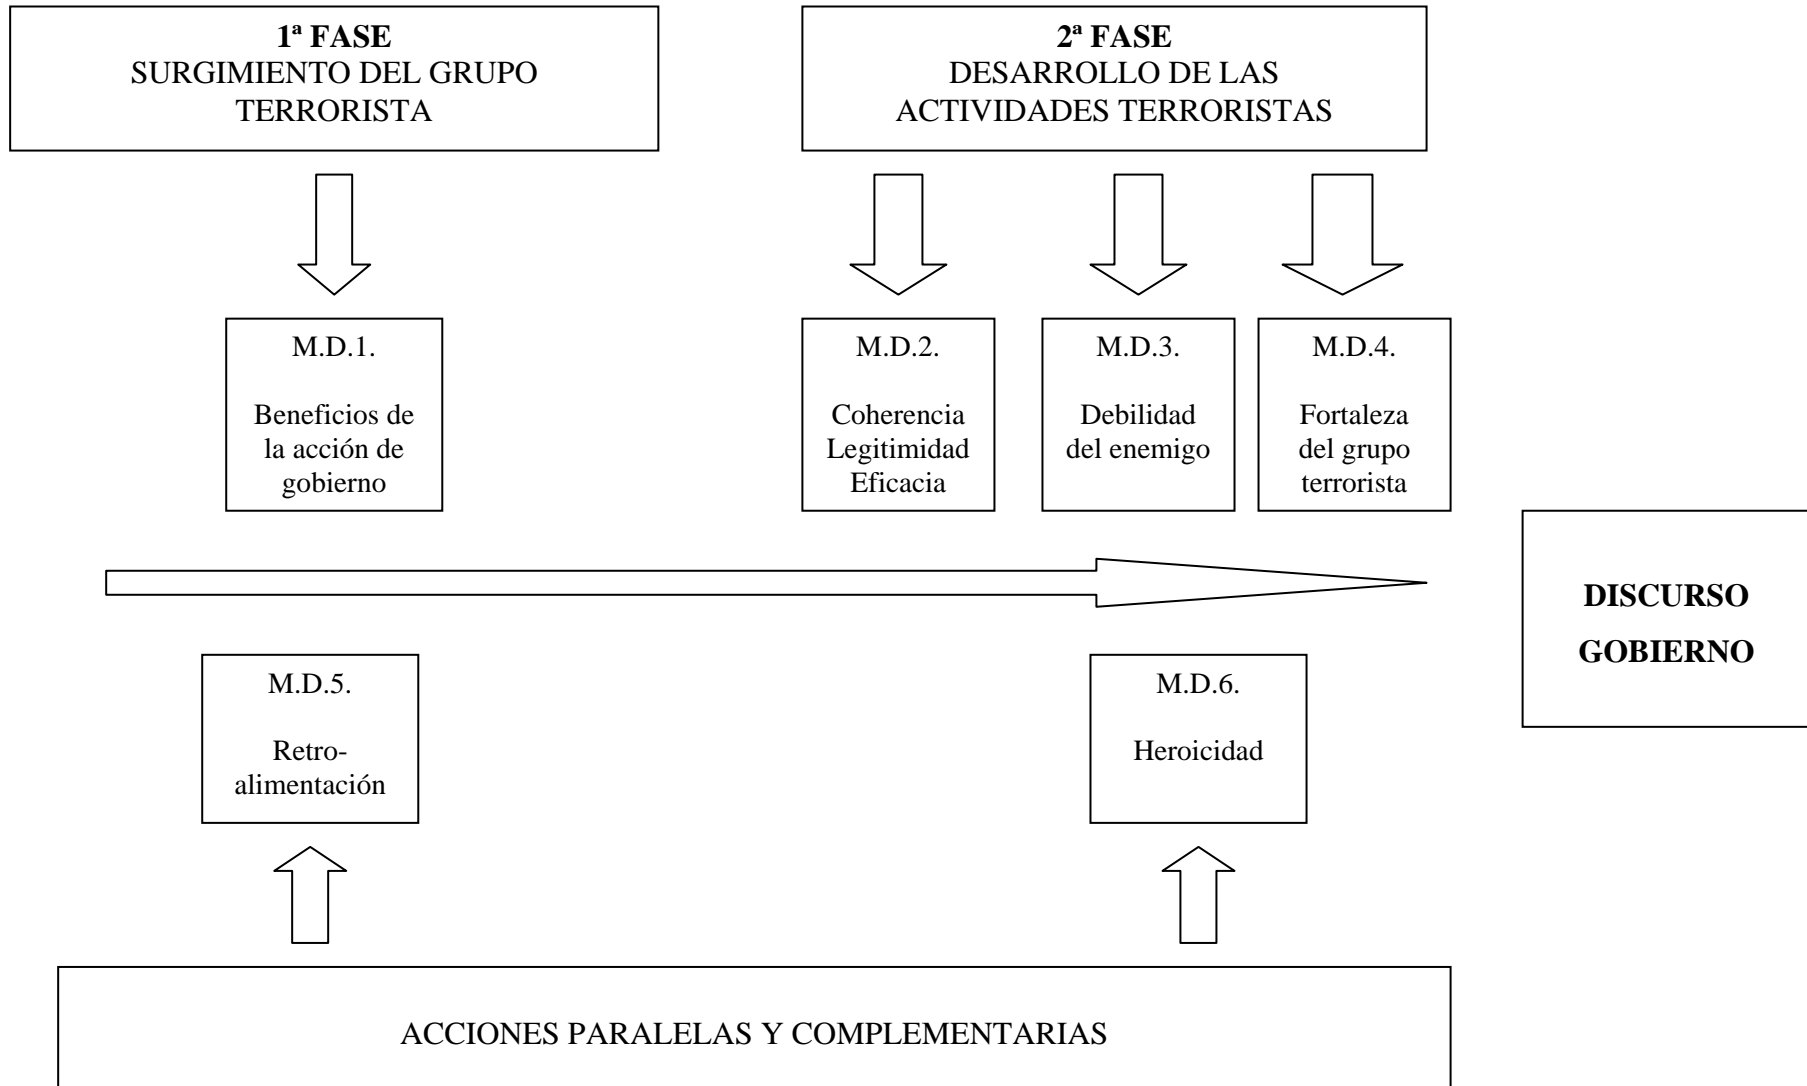 1ª FASE
SURGIMIENTO DEL GRUPO
TERRORISTA
2ª FASE
DESARROLLO DE LAS
ACTIVIDADES TERRORISTAS
M.D.1.
Beneficios de
la acción de
gobierno
M.D.2.
Coherencia
Legitimidad
Eficacia
M.D.3.
Debilidad
del enemigo
M.D.4.
Fortaleza
del grupo
terrorista
DISCURSO
GOBIERNO
M.D.5.
Retro-
alimentación
M.D.6.
Heroicidad
ACCIONES PARALELAS Y COMPLEMENTARIAS